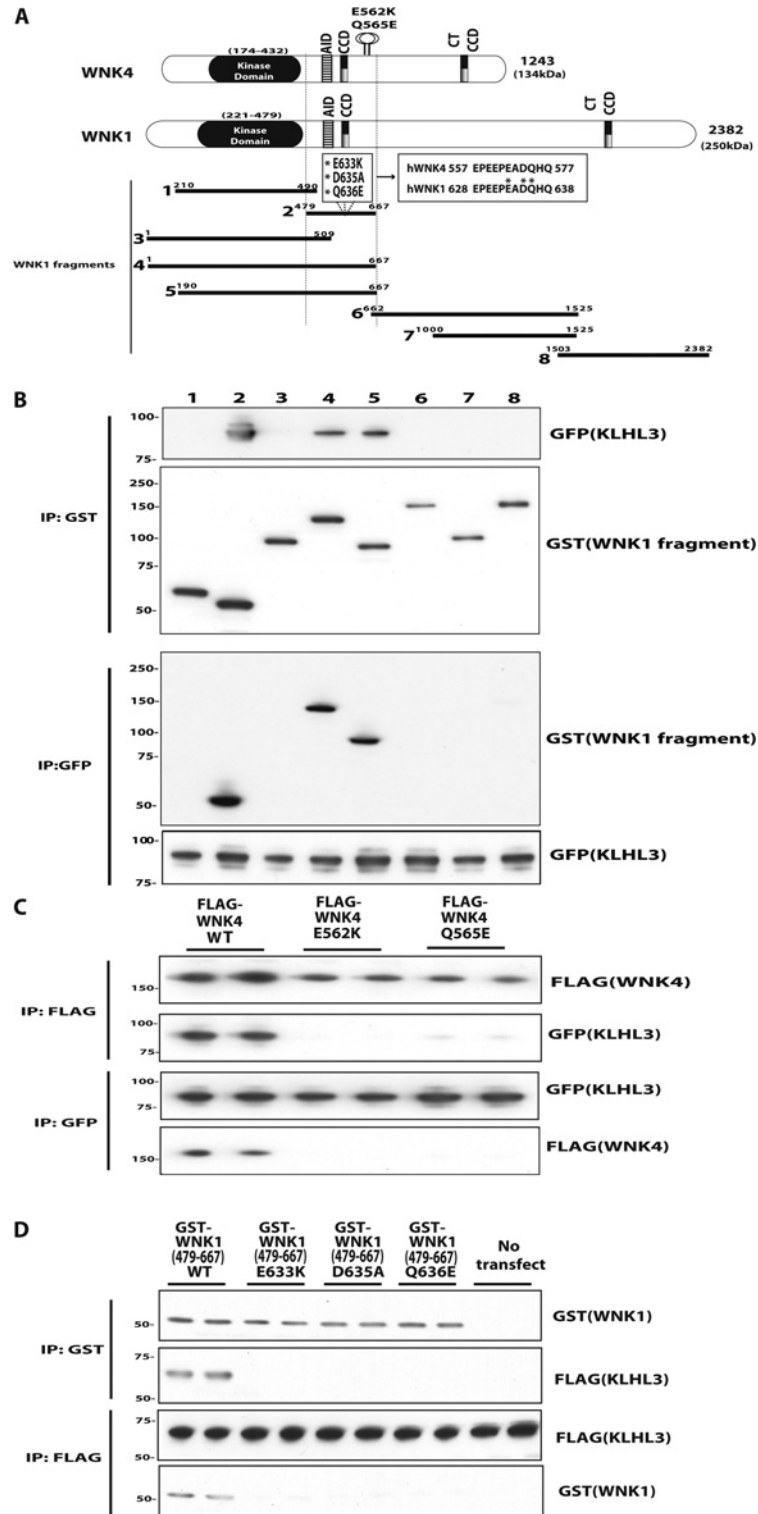 A
E562K
Q565E
AID
CCD
CT
CCD
(174-432)
WNK4
Kinase
Domain
1243
(134kDa)
AID
CCD
CT
CCD
(221-479)
WNK1
Kinase
Domain
2382
(250kDa)
* E633K
* D635A
* Q636E
hWNK4 557 EPEEPEADQHQ 577
* **
hWNK1 628 EPEEPEADQHQ 638
1 210 490
2 479 667
3 1 509
WNK1 fragments
4 1 667
5 190 667
6 662 1525
7 1000 1525
8 1503 2382
B
1 2 3 4 5 6 7 8
100-
75-
GFP(KLHL3)
IP: GST
250-
150-
100-
75-
50-
GST(WNK1 fragment)
IP:GFP
250-
150-
100-
75-
50-
GST(WNK1 fragment)
100-
75-
GFP(KLHL3)
C
FLAG-
WNK4
WT
FLAG-
WNK4
E562K
FLAG-
WNK4
Q565E
IP: FLAG
150-
FLAG(WNK4)
100-
75-
GFP(KLHL3)
IP: GFP
100-
75-
GFP(KLHL3)
150-
FLAG(WNK4)
D
GST-
WNK1
(479-667)
WT
GST-
WNK1
(479-667)
E633K
GST-
WNK1
(479-667)
D635A
GST-
WNK1
(479-667)
Q636E
No
transfect
IP: GST
50-
GST(WNK1)
75-
50-
FLAG(KLHL3)
IP: FLAG
75-
50-
FLAG(KLHL3)
50-
GST(WNK1)